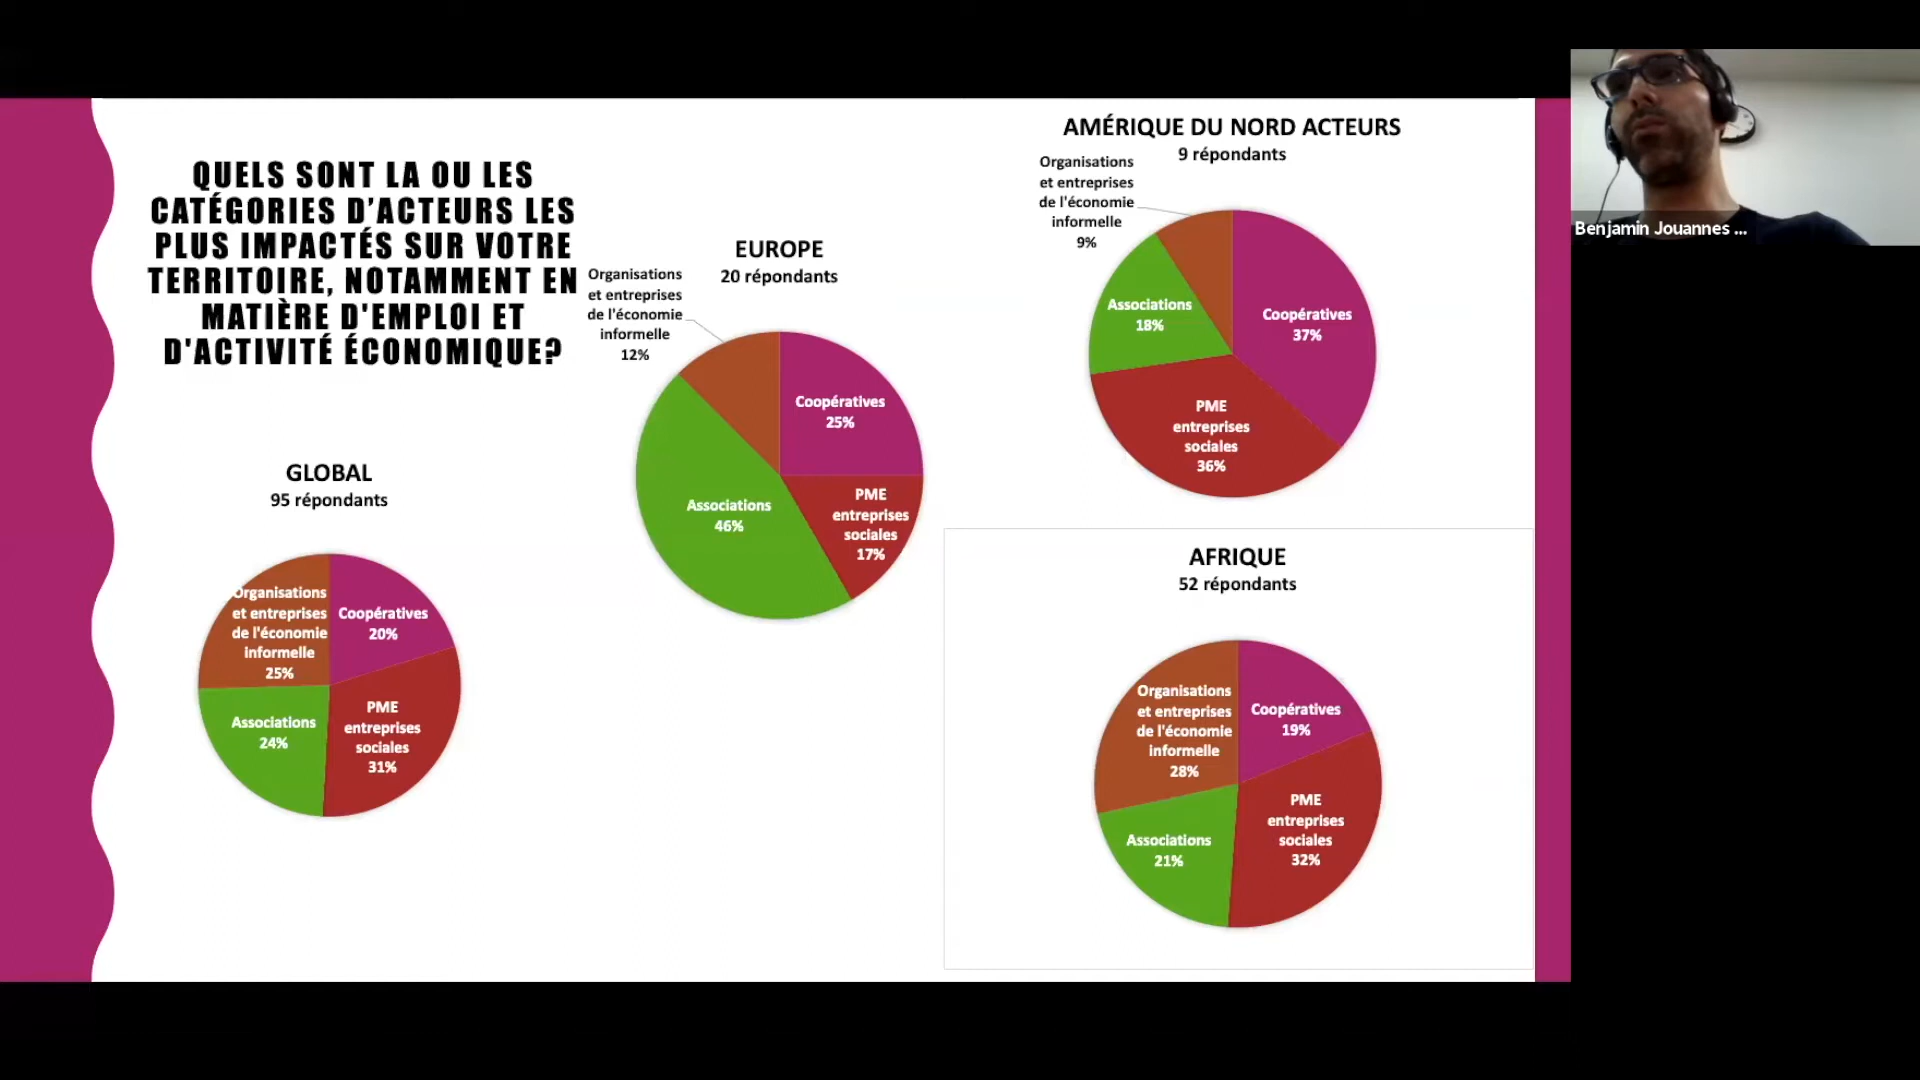 QUELS SONT LA OU LES
CATÉGORIES D'ACTEURS LES
PLUS IMPACTÉS SUR VOTRE
TERRITOIRE, NOTAMMENT EN
MATIÈRE D'EMPLOI ET
D'ACTIVITÉ ÉCONOMIQUE?
GLOBAL
95 répondants
Organisations
et entreprises
de l'économie
informelle
25%
Coopératives
20%
Associations
24%
PME
entreprises
sociales
31%
EUROPE
20 répondants
Organisations
et entreprises
de l'économie
informelle
12%
Coopératives
25%
Associations
46%
PME
entreprises
sociales
17%
AMÉRIQUE DU NORD ACTEURS
9 répondants
Organisations
et entreprises
de l'économie
informelle
9%
Associations
18%
Coopératives
37%
PME
entreprises
sociales
36%
AFRIQUE
52 répondants
Organisations
et entreprises
de l'économie
informelle
28%
Coopératives
19%
Associations
21%
PME
entreprises
sociales
32%
Benjamin Jouannes ...